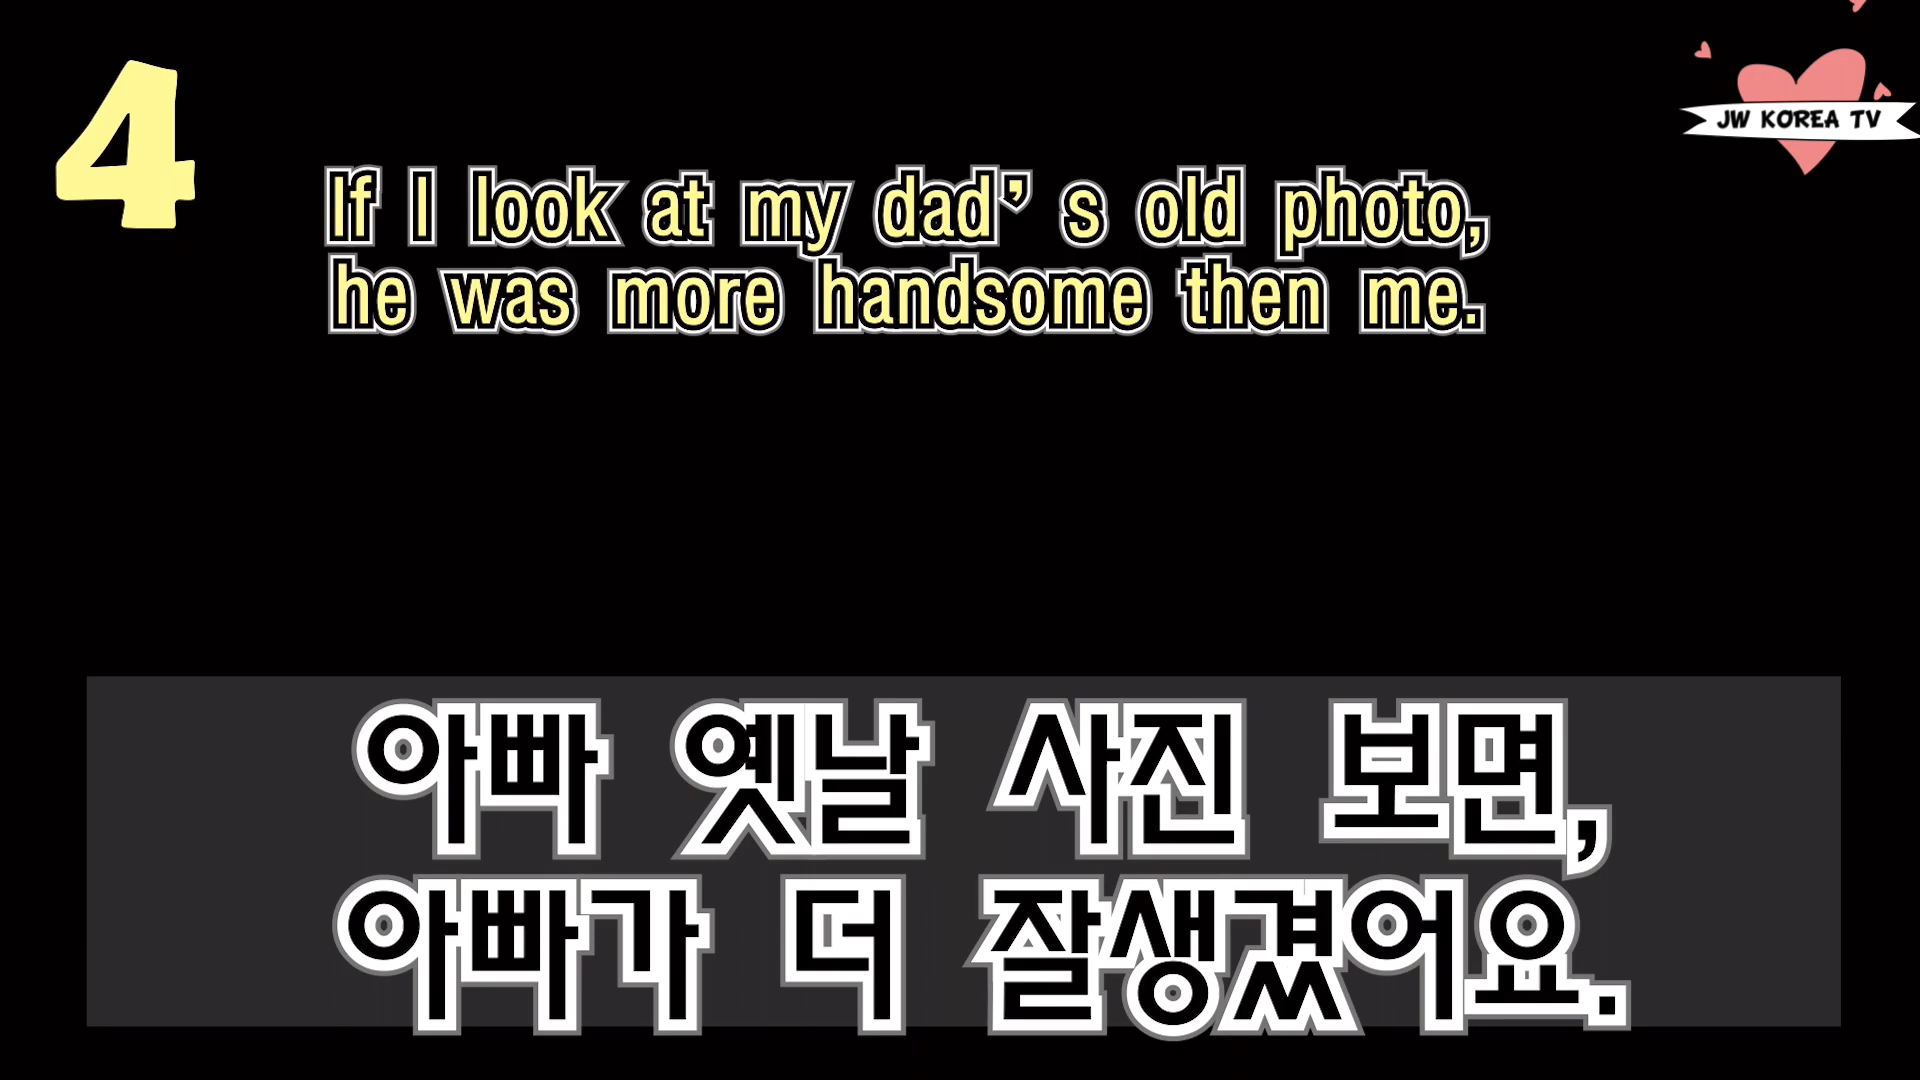 4
JW KOREA TV
If I look at my dad’s old photo,
he was more handsome then me.
아빠 옛날 사진 보면,
아빠가 더 잘생겼어요.